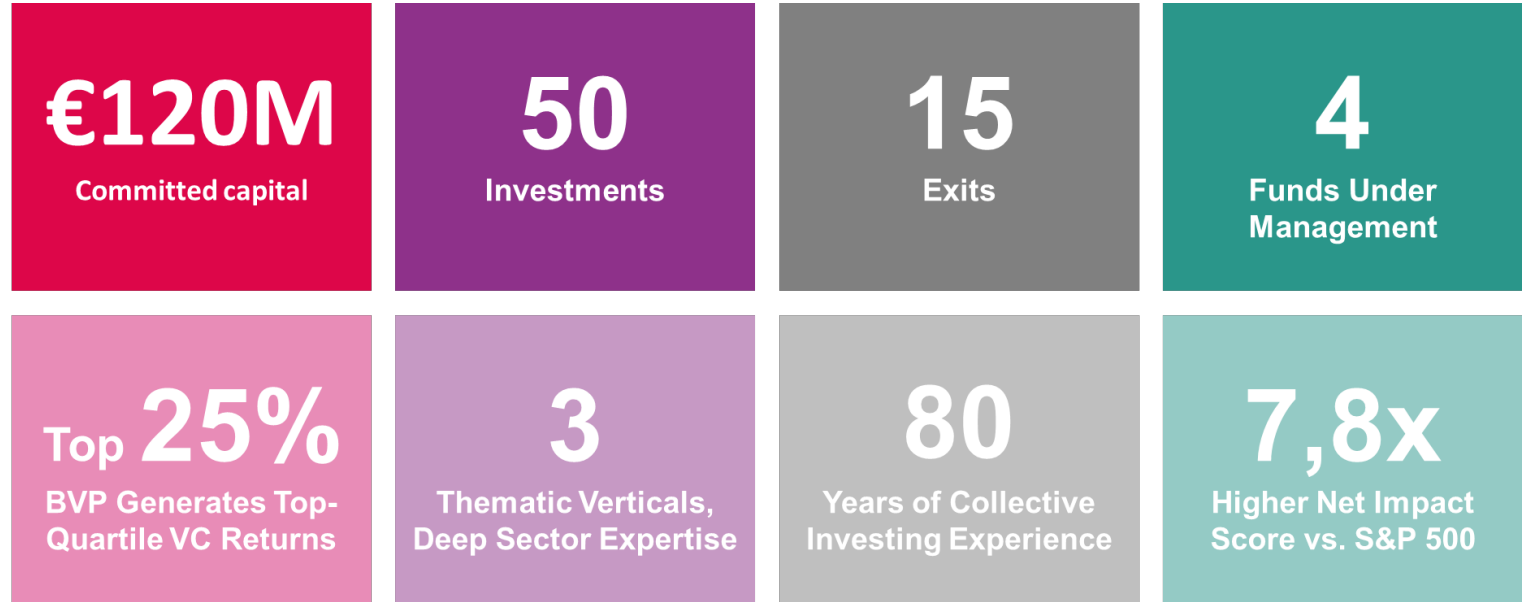 €120M
Committed capital
50
Investments
15
Exits
4
Funds Under
Management
Top 25%
BVP Generates Top-
Quartile VC Returns
3
Thematic Verticals,
Deep Sector Expertise
80
Years of Collective
Investing Experience
7,8x
Higher Net Impact
Score vs. S&P 500